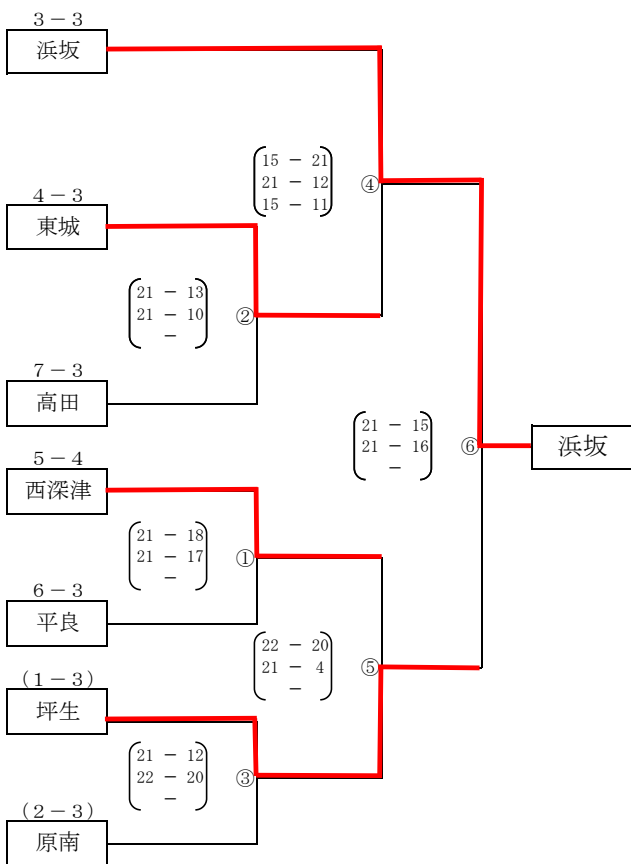 3－3
浜坂
15 － 21
21 － 12
15 － 11
④
4－3
東城
21 － 13
21 － 10
－
②
7－3
高田
21 － 15
21 － 16
－
⑥
浜坂
5－4
西深津
21 － 18
21 － 17
－
①
6－3
平良
22 － 20
21 － 4
－
⑤
(1－3)
坪生
21 － 12
22 － 20
－
③
(2－3)
原南